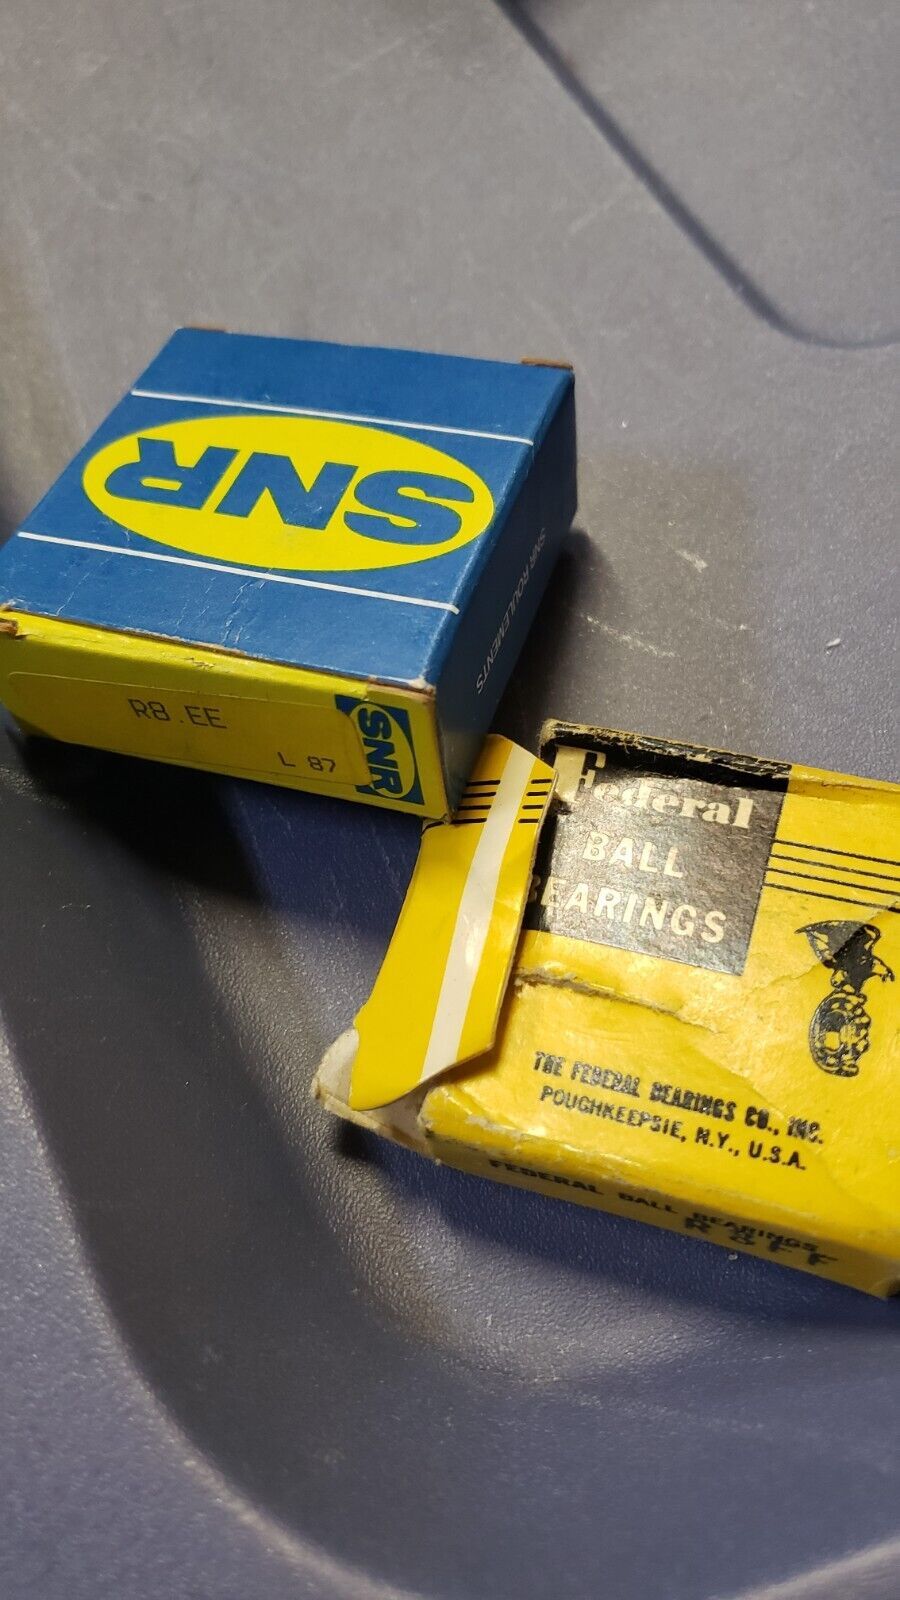 SNR
SNR ROULEMENTS
R8.EE
L 87
SNR
Federal
BALL
BEARINGS
THE FEDERAL BEARINGS CO., INC.
POUGHKEEPSIE, N.Y., U.S.A.
FEDERAL BALL BEARINGS
R 8 F F